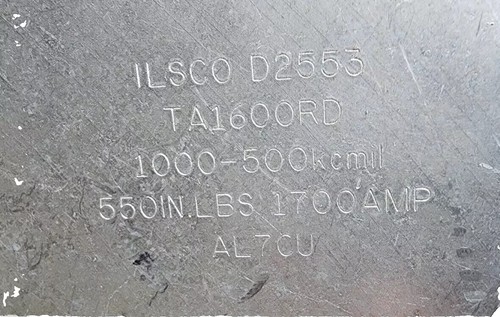 ILSCO D2553
TA1600RD
1000-500kcmil
550IN.LBS 1700AMP
AL7CU